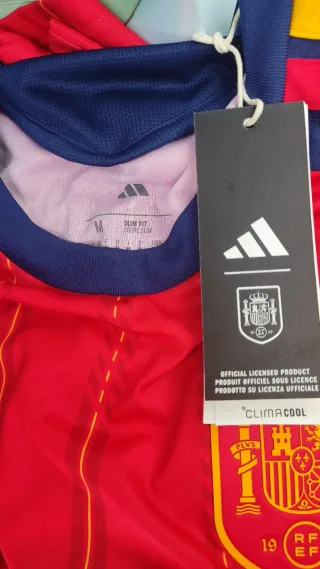 M
SLIM FIT
COUPE SLIM
OFFICIAL LICENSED PRODUCT
PRODUIT OFFICIEL SOUS LICENCE
PRODOTTO SU LICENZA UFFICIALE
CLIMACOOL
PLVS
19
RF
EF